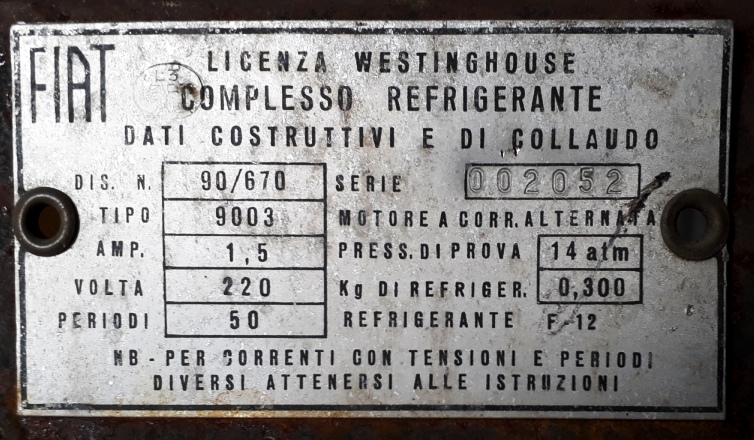 FIAT
LICENZA WESTINGHOUSE
COMPLESSO REFRIGERANTE
DATI COSTRUTTIVI E DI COLLAUDO
DIS. N. 90/670 SERIE 002052
TIPO 9003 MOTORE A CORR. ALTERNATA
AMP. 1,5 PRESS. DI PROVA 14 atm
VOLTA 220 Kg DI REFRIGER. 0,300
PERIODI 50 REFRIGERANTE F-12
NB - PER CORRENTI CON TENSIONI E PERIODI
DIVERSI ATTENERSI ALLE ISTRUZIONI